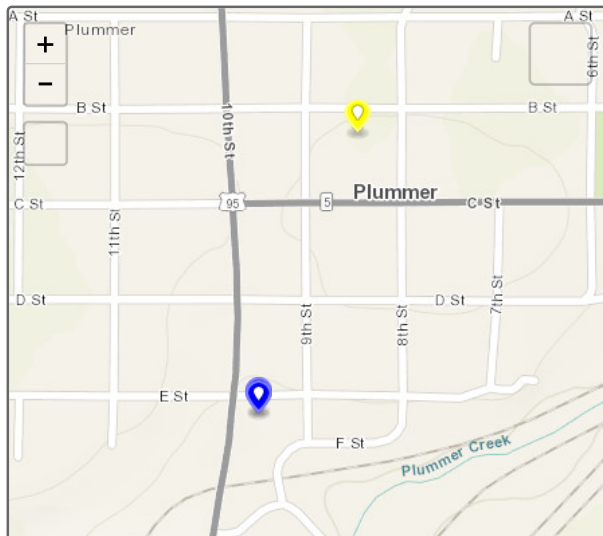 A St
Plummer
A St
+
−
6th St
B St
B St
10th St
12th St
95
5
Plummer
C St
C St
11th St
D St
D St
9th St
8th St
7th St
E St
F St
Plummer Creek